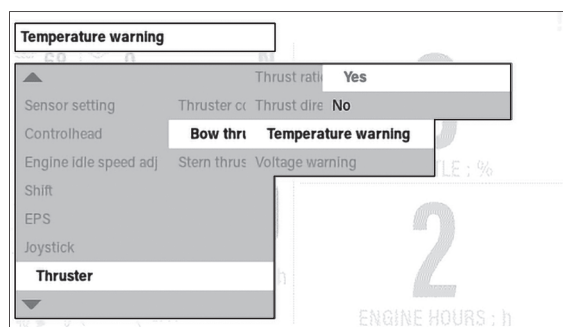 Temperature warning
Thrust rati Yes
Sensor setting Thruster co Thrust dire No
Controlhead Bow thru Temperature warning
Engine idle speed adj Stern thrus Voltage warning
TLE ; %
Shift
EPS
Joystick
2
Thruster
h
ENGINE HOURS ; h